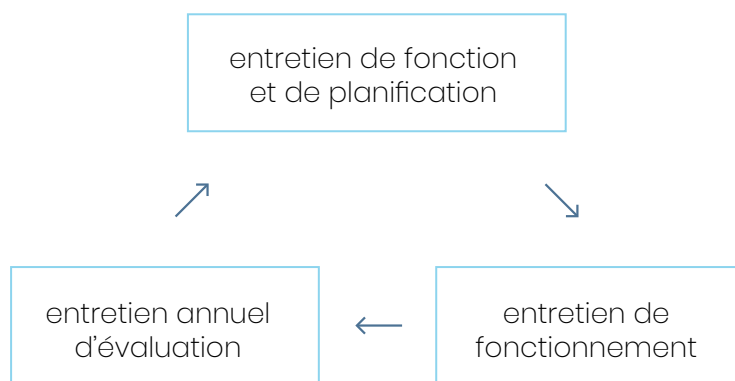 entretien de fonction
et de planification
entretien annuel
d'évaluation
entretien de
fonctionnement